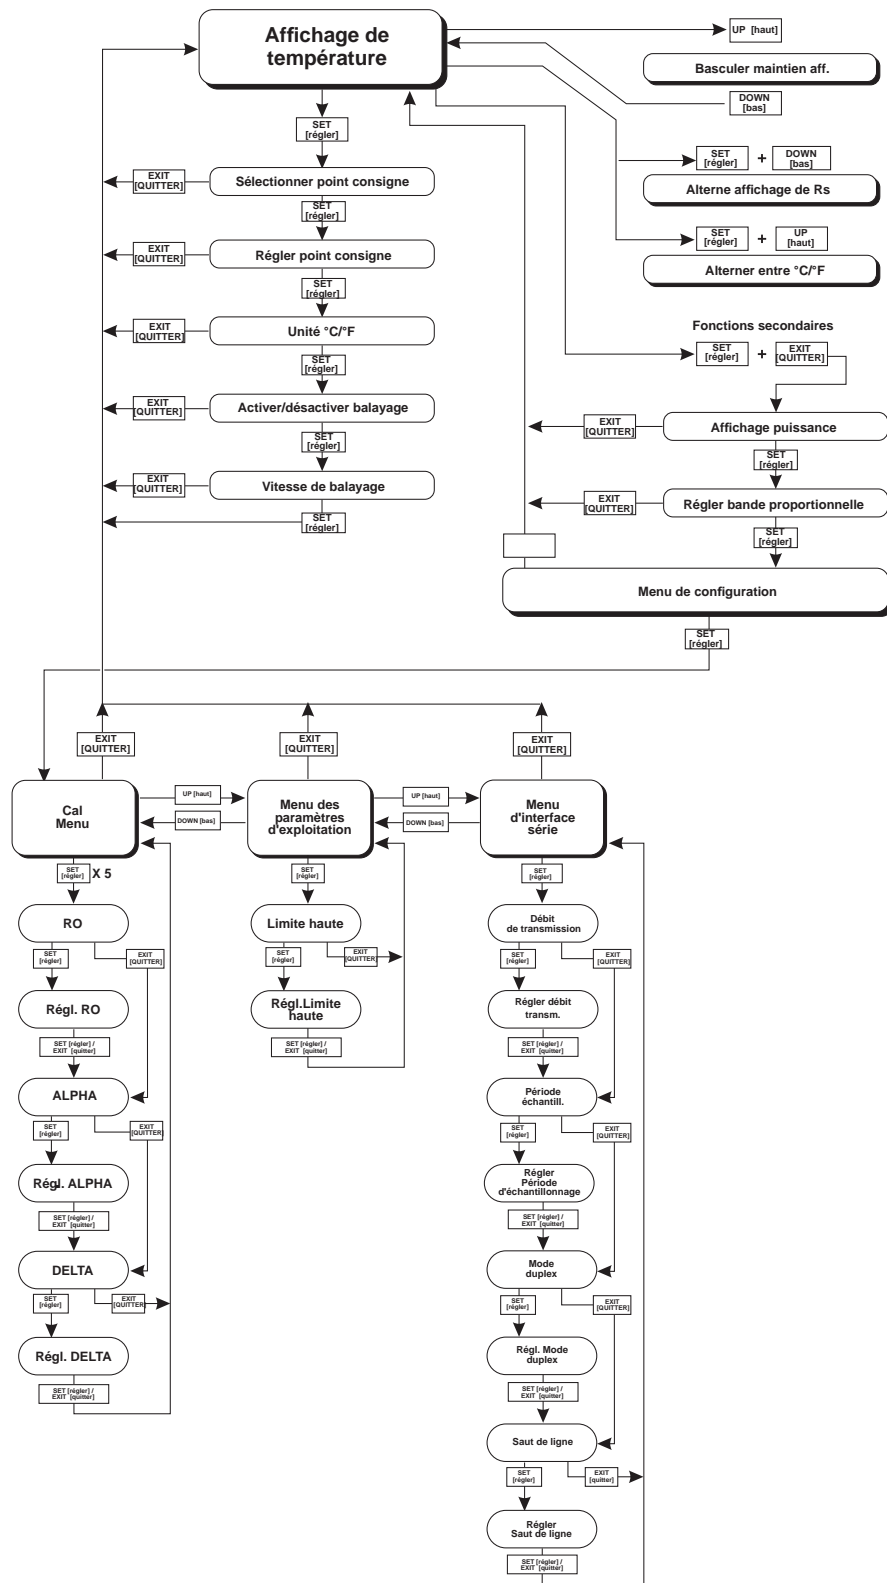 Affichage de
température
UP [haut]
Basculer maintien aff.
DOWN
[bas]
SET
[régler]
SET
[régler]
+
DOWN
[bas]
Alterne affichage de Rs
EXIT
[QUITTER]
Sélectionner point consigne
SET
[régler]
SET
[régler]
+
UP
[haut]
Alterner entre °C/°F
EXIT
[QUITTER]
Régler point consigne
SET
[régler]
EXIT
[QUITTER]
Unité °C/°F
SET
[régler]
Fonctions secondaires
SET
[régler]
+
EXIT
[QUITTER]
EXIT
[QUITTER]
Activer/désactiver balayage
SET
[régler]
EXIT
[QUITTER]
Affichage puissance
SET
[régler]
EXIT
[QUITTER]
Vitesse de balayage
SET
[régler]
EXIT
[QUITTER]
Régler bande proportionnelle
SET
[régler]
Menu de configuration
SET
[régler]
EXIT
[QUITTER]
EXIT
[QUITTER]
EXIT
[QUITTER]
Cal
Menu
UP [haut]
DOWN [bas]
Menu des
paramètres
d'exploitation
UP [haut]
DOWN [bas]
Menu
d'interface
série
SET
[régler]
X 5
SET
[régler]
SET
[régler]
RO
SET
[régler]
EXIT
[QUITTER]
Régl. RO
SET [régler] /
EXIT [quitter]
ALPHA
SET
[régler]
EXIT
[QUITTER]
Régl. ALPHA
SET [régler] /
EXIT [quitter]
DELTA
SET
[régler]
EXIT
[QUITTER]
Régl. DELTA
SET [régler] /
EXIT [quitter]
Limite haute
SET
[régler]
EXIT
[QUITTER]
Régl.Limite
haute
SET [régler] /
EXIT [quitter]
Débit
de transmission
SET
[régler]
EXIT
[QUITTER]
Régler débit
transm.
SET [régler] /
EXIT [quitter]
Période
échantill.
SET
[régler]
EXIT
[QUITTER]
Régler
Période
d'échantillonnage
SET [régler] /
EXIT [quitter]
Mode
duplex
SET
[régler]
EXIT
[QUITTER]
Régl. Mode
duplex
SET [régler] /
EXIT [quitter]
Saut de ligne
SET
[régler]
EXIT
[quitter]
Régler
Saut de ligne
SET [régler] /
EXIT [quitter]